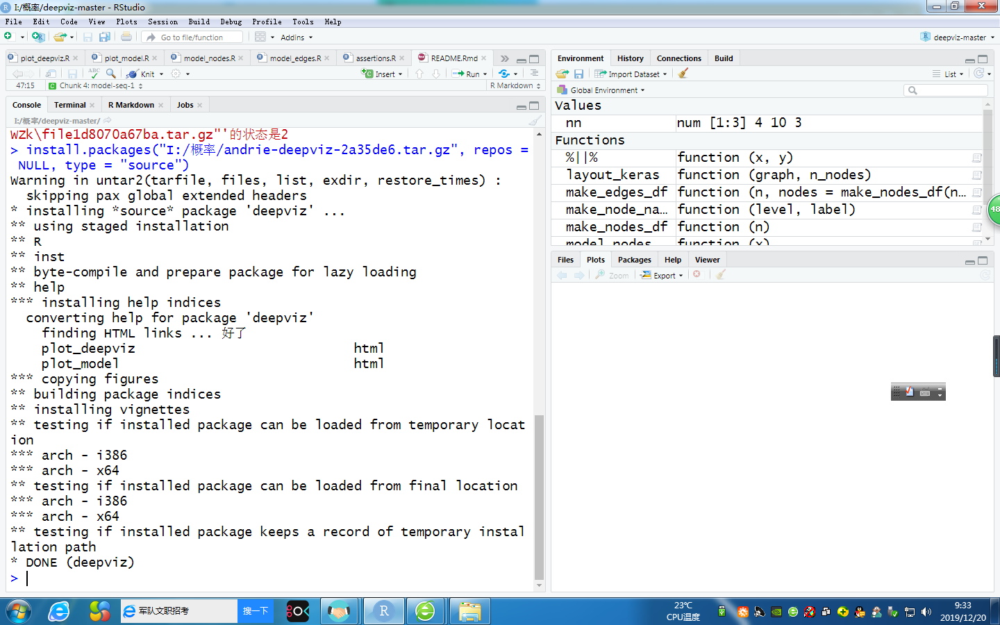 I:/概率/deepviz-master - RStudio
File Edit Code View Plots Session Build Debug Profile Tools Help
Go to file/function Addins deepviz-master
plot_deepviz.R plot_model.R model_nodes.R model_edges.R assertions.R README.Rmd
ABC Knit Insert Run
47:15 Chunk 4: model-seq-1 R Markdown
Console Terminal R Markdown Jobs
I:/概率/deepviz-master/
WZk\file1d8070a67ba.tar.gz"'的状态是2
> install.packages("I:/概率/andrie-deepviz-2a35de6.tar.gz", repos =
NULL, type = "source")
Warning in untar2(tarfile, files, list, exdir, restore_times) :
skipping pax global extended headers
* installing *source* package 'deepviz' ...
** using staged installation
** R
** inst
** byte-compile and prepare package for lazy loading
** help
*** installing help indices
converting help for package 'deepviz'
finding HTML links ... 好了
plot_deepviz html
plot_model html
*** copying figures
** building package indices
** installing vignettes
** testing if installed package can be loaded from temporary locat
ion
*** arch - i386
*** arch - x64
** testing if installed package can be loaded from final location
*** arch - i386
*** arch - x64
** testing if installed package keeps a record of temporary instal
lation path
* DONE (deepviz)
>
Environment History Connections Build
Import Dataset List
Global Environment
Values
nn num [1:3] 4 10 3
Functions
%||% function (x, y)
layout_keras function (graph, n_nodes)
make_edges_df function (n, nodes = make_nodes_df(n…
make_node_na… function (level, label)
make_nodes_df function (n)
model_nodes function (x)
48
Files Plots Packages Help Viewer
Zoom Export
军队文职招考 搜一下
23℃
CPU温度
9:33
2019/12/20